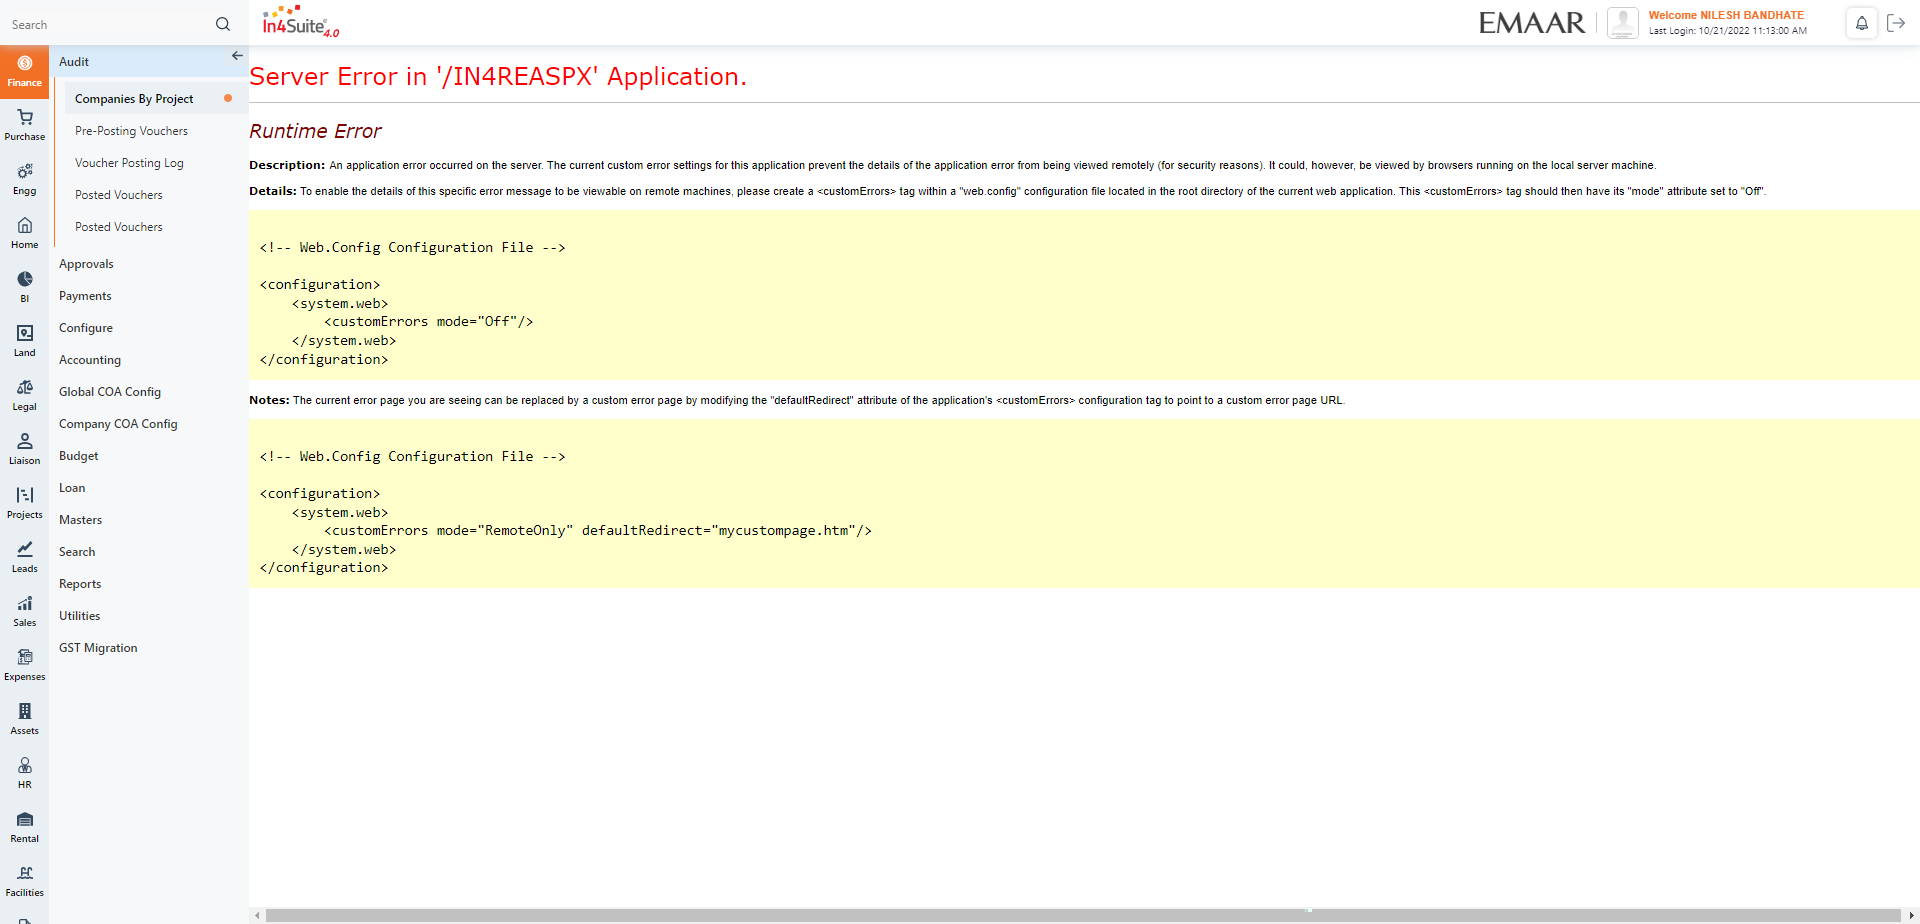 Search
In4Suite® 4.0
EMAAR
Welcome NILESH BANDHATE
Last Login: 10/21/2022 11:13:00 AM
Finance
Purchase
Engg
Home
BI
Land
Legal
Liaison
Projects
Leads
Sales
Expenses
Assets
HR
Rental
Facilities
Audit
Companies By Project
Pre-Posting Vouchers
Voucher Posting Log
Posted Vouchers
Posted Vouchers
Approvals
Payments
Configure
Accounting
Global COA Config
Company COA Config
Budget
Loan
Masters
Search
Reports
Utilities
GST Migration
Server Error in '/IN4REASPX' Application.
Runtime Error
Description: An application error occurred on the server. The current custom error settings for this application prevent the details of the application error from being viewed remotely (for security reasons). It could, however, be viewed by browsers running on the local server machine.
Details: To enable the details of this specific error message to be viewable on remote machines, please create a <customErrors> tag within a "web.config" configuration file located in the root directory of the current web application. This <customErrors> tag should then have its "mode" attribute set to "Off".
<!-- Web.Config Configuration File -->
<configuration>
    <system.web>
        <customErrors mode="Off"/>
    </system.web>
</configuration>
Notes: The current error page you are seeing can be replaced by a custom error page by modifying the "defaultRedirect" attribute of the application's <customErrors> configuration tag to point to a custom error page URL.
<!-- Web.Config Configuration File -->
<configuration>
    <system.web>
        <customErrors mode="RemoteOnly" defaultRedirect="mycustompage.htm"/>
    </system.web>
</configuration>